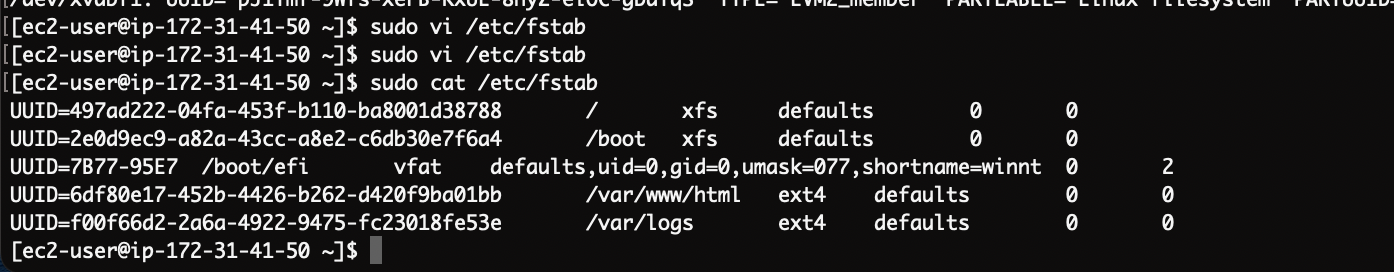 [ec2-user@ip-172-31-41-50 ~]$ sudo vi /etc/fstab
[ec2-user@ip-172-31-41-50 ~]$ sudo vi /etc/fstab
[ec2-user@ip-172-31-41-50 ~]$ sudo cat /etc/fstab
UUID=497ad222-04fa-453f-b110-ba8001d38788 / xfs defaults 0 0
UUID=2e0d9ec9-a82a-43cc-a8e2-c6db30e7f6a4 /boot xfs defaults 0 0
UUID=7B77-95E7 /boot/efi vfat defaults,uid=0,gid=0,umask=077,shortname=winnt 0 2
UUID=6df80e17-452b-4426-b262-d420f9ba01bb /var/www/html ext4 defaults 0 0
UUID=f00f66d2-2a6a-4922-9475-fc23018fe53e /var/logs ext4 defaults 0 0
[ec2-user@ip-172-31-41-50 ~]$